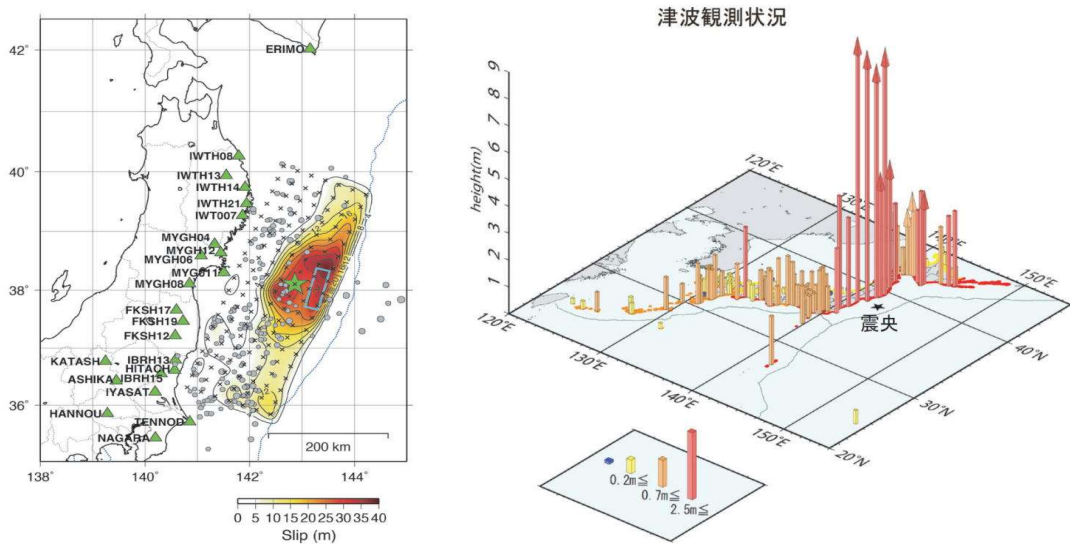 津波観測状況
42°
40°
38°
36°
138°
140°
142°
144°
ERIMO
IWTH08
IWTH13
IWTH14
IWTH21
IWT007
MYGH04
MYGH12
MYGH06
MYG011
MYGH08
FKSH17
FKSH19
FKSH12
KATASH
IBRH13
HITACH
ASHIKA
IBRH15
IYASAT
HANNOU
TENNOD
NAGARA
200 km
0 5 10 15 20 25 30 35 40
Slip (m)
height(m)
9
8
7
6
5
4
3
2
1
120°E
130°E
150°E
40°N
30°N
20°N
120°E
130°E
140°E
150°E
震央
0.2m≦
0.7m≦
2.5m≦